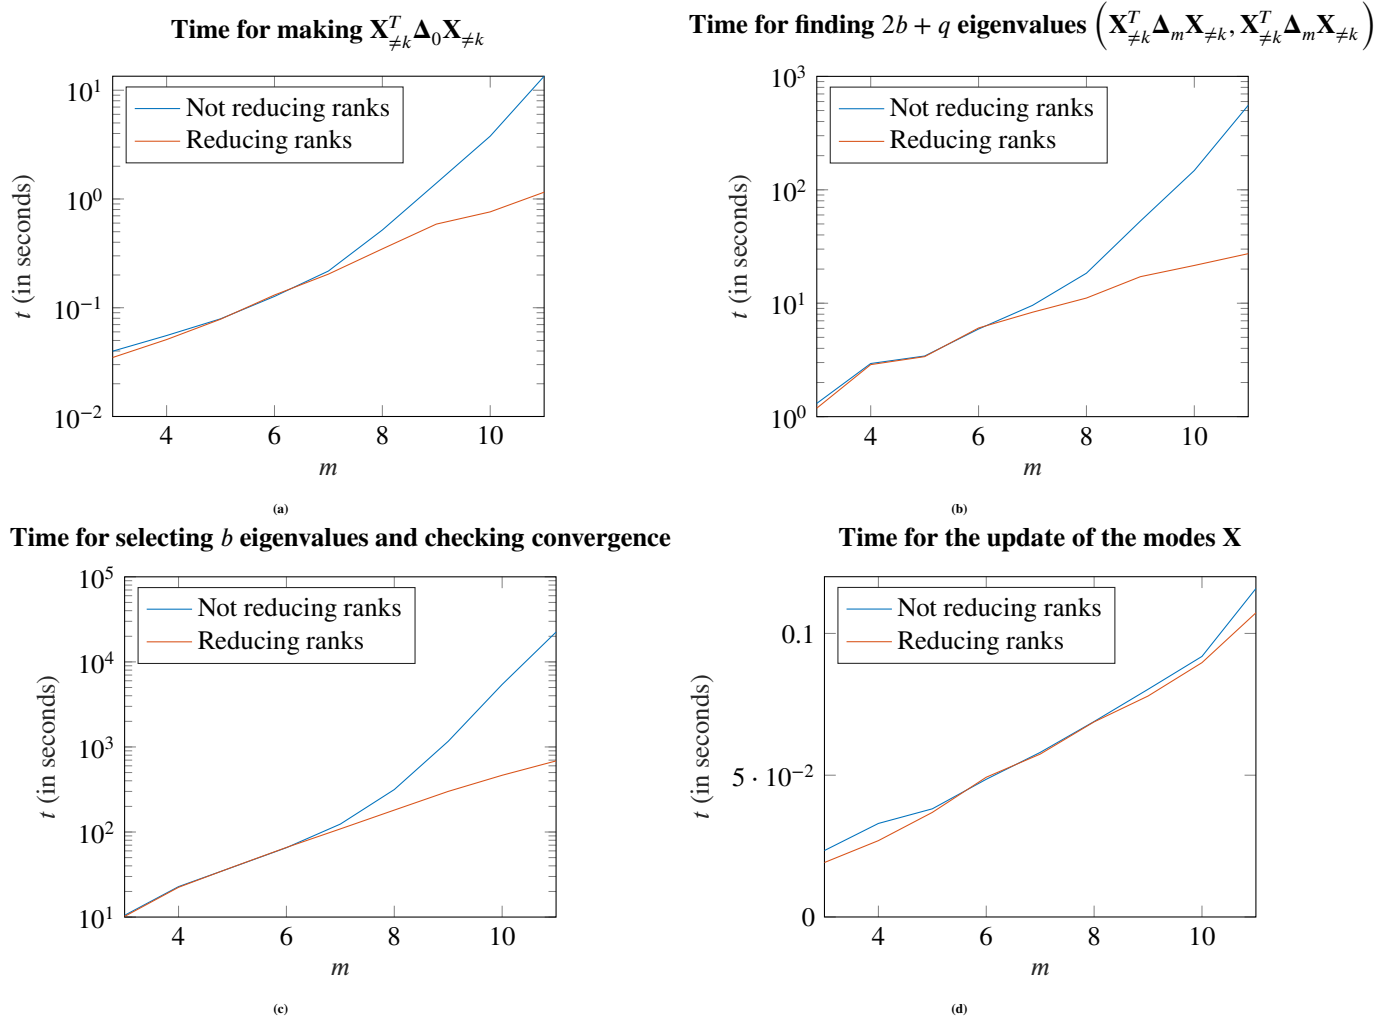 Time for making X^T_{≠k}Δ_0X_{≠k}
10^1
10^0
10^{−1}
10^{−2}
t (in seconds)
Not reducing ranks
Reducing ranks
4 6 8 10
m
(a)
Time for finding 2b + q eigenvalues (X^T_{≠k}Δ_mX_{≠k}, X^T_{≠k}Δ_mX_{≠k})
10^3
10^2
10^1
10^0
t (in seconds)
Not reducing ranks
Reducing ranks
4 6 8 10
m
(b)
Time for selecting b eigenvalues and checking convergence
10^5
10^4
10^3
10^2
10^1
t (in seconds)
Not reducing ranks
Reducing ranks
4 6 8 10
m
(c)
Time for the update of the modes X
0.1
5 · 10^{−2}
0
t (in seconds)
Not reducing ranks
Reducing ranks
4 6 8 10
m
(d)